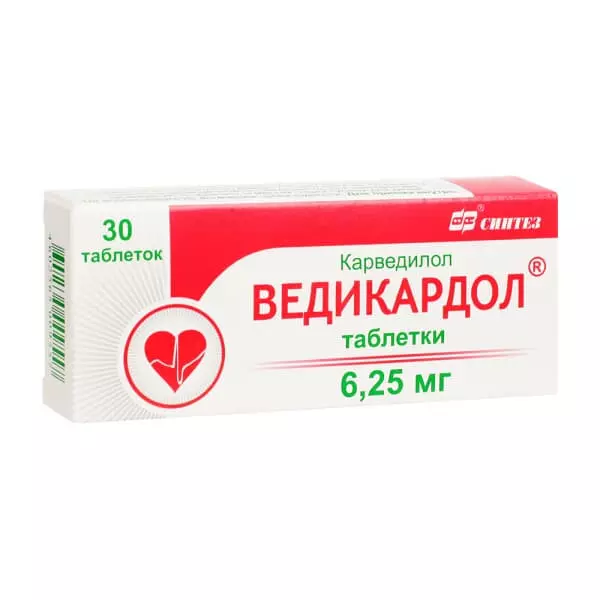 30
таблеток
СИНТЕЗ
®
Карведилол
ВЕДИКАРДОЛ®
таблетки
6,25 мг